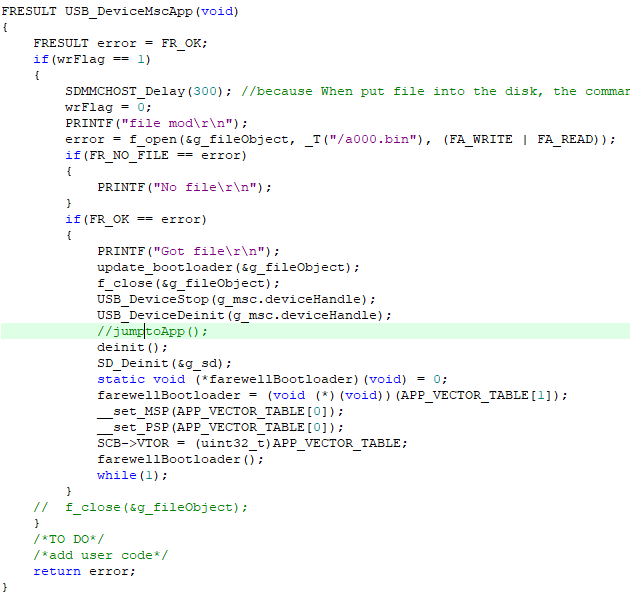 FRESULT USB_DeviceMscApp(void)
{
    FRESULT error = FR_OK;
    if(wrFlag == 1)
    {
        SDMMCHOST_Delay(300); //because When put file into the disk, the comman
        wrFlag = 0;
        PRINTF("file mod\r\n");
        error = f_open(&g_fileObject, _T("/a000.bin"), (FA_WRITE | FA_READ));
        if(FR_NO_FILE == error)
        {
            PRINTF("No file\r\n");
        }
        if(FR_OK == error)
        {
            PRINTF("Got file\r\n");
            update_bootloader(&g_fileObject);
            f_close(&g_fileObject);
            USB_DeviceStop(g_msc.deviceHandle);
            USB_DeviceDeinit(g_msc.deviceHandle);
            //jumptoApp();
            deinit();
            SD_Deinit(&g_sd);
            static void (*farewellBootloader)(void) = 0;
            farewellBootloader = (void (*)(void))(APP_VECTOR_TABLE[1]);
            __set_MSP(APP_VECTOR_TABLE[0]);
            __set_PSP(APP_VECTOR_TABLE[0]);
            SCB->VTOR = (uint32_t)APP_VECTOR_TABLE;
            farewellBootloader();
            while(1);
        }
    //  f_close(&g_fileObject);
    }
    /*TO DO*/
    /*add user code*/
    return error;
}